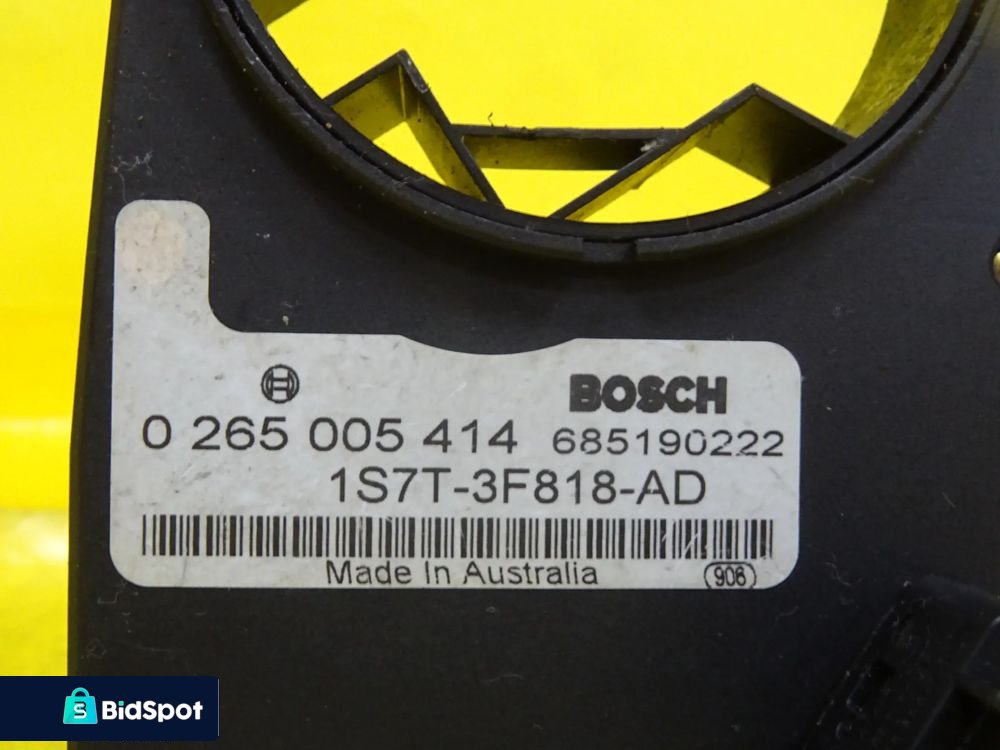 BOSCH
0 265 005 414 685190222
1S7T-3F818-AD
Made In Australia 906
S BidSpot